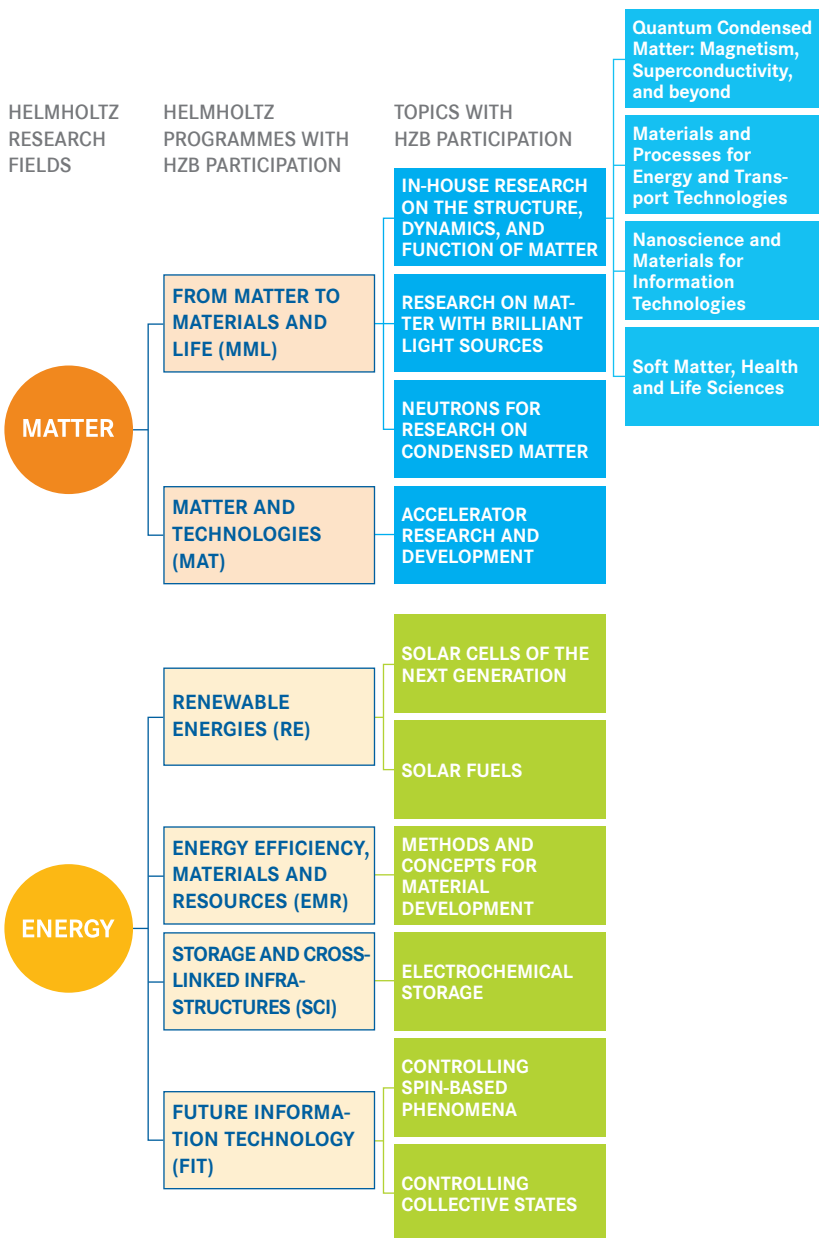 HELMHOLTZ
RESEARCH
FIELDS
HELMHOLTZ
PROGRAMMES WITH
HZB PARTICIPATION
TOPICS WITH
HZB PARTICIPATION
MATTER
FROM MATTER TO
MATERIALS AND
LIFE (MML)
IN-HOUSE RESEARCH
ON THE STRUCTURE,
DYNAMICS, AND
FUNCTION OF MATTER
Quantum Condensed
Matter: Magnetism,
Superconductivity,
and beyond
Materials and
Processes for
Energy and Trans-
port Technologies
Nanoscience and
Materials for
Information
Technologies
Soft Matter, Health
and Life Sciences
RESEARCH ON MAT-
TER WITH BRILLIANT
LIGHT SOURCES
NEUTRONS FOR
RESEARCH ON
CONDENSED MATTER
MATTER AND
TECHNOLOGIES
(MAT)
ACCELERATOR
RESEARCH AND
DEVELOPMENT
ENERGY
RENEWABLE
ENERGIES (RE)
SOLAR CELLS OF THE
NEXT GENERATION
SOLAR FUELS
ENERGY EFFICIENCY,
MATERIALS AND
RESOURCES (EMR)
METHODS AND
CONCEPTS FOR
MATERIAL
DEVELOPMENT
STORAGE AND CROSS-
LINKED INFRA-
STRUCTURES (SCI)
ELECTROCHEMICAL
STORAGE
FUTURE INFORMA-
TION TECHNOLOGY
(FIT)
CONTROLLING
SPIN-BASED
PHENOMENA
CONTROLLING
COLLECTIVE STATES